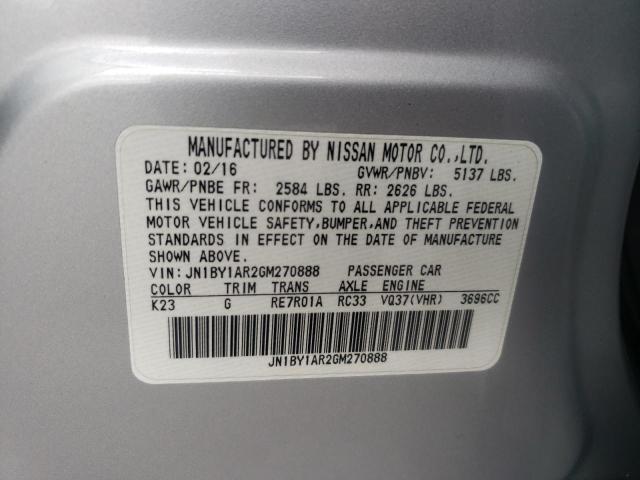 MANUFACTURED BY NISSAN MOTOR CO.,LTD.
DATE: 02/16 GVWR/PNBV: 5137 LBS.
GAWR/PNBE FR: 2584 LBS. RR: 2626 LBS.
THIS VEHICLE CONFORMS TO ALL APPLICABLE FEDERAL
MOTOR VEHICLE SAFETY,BUMPER,AND THEFT PREVENTION
STANDARDS IN EFFECT ON THE DATE OF MANUFACTURE
SHOWN ABOVE.
VIN: JN1BY1AR2GM270888 PASSENGER CAR
COLOR TRIM TRANS AXLE ENGINE
K23 G RE7R01A RC33 VQ37(VHR) 3696CC
JN1BY1AR2GM270888